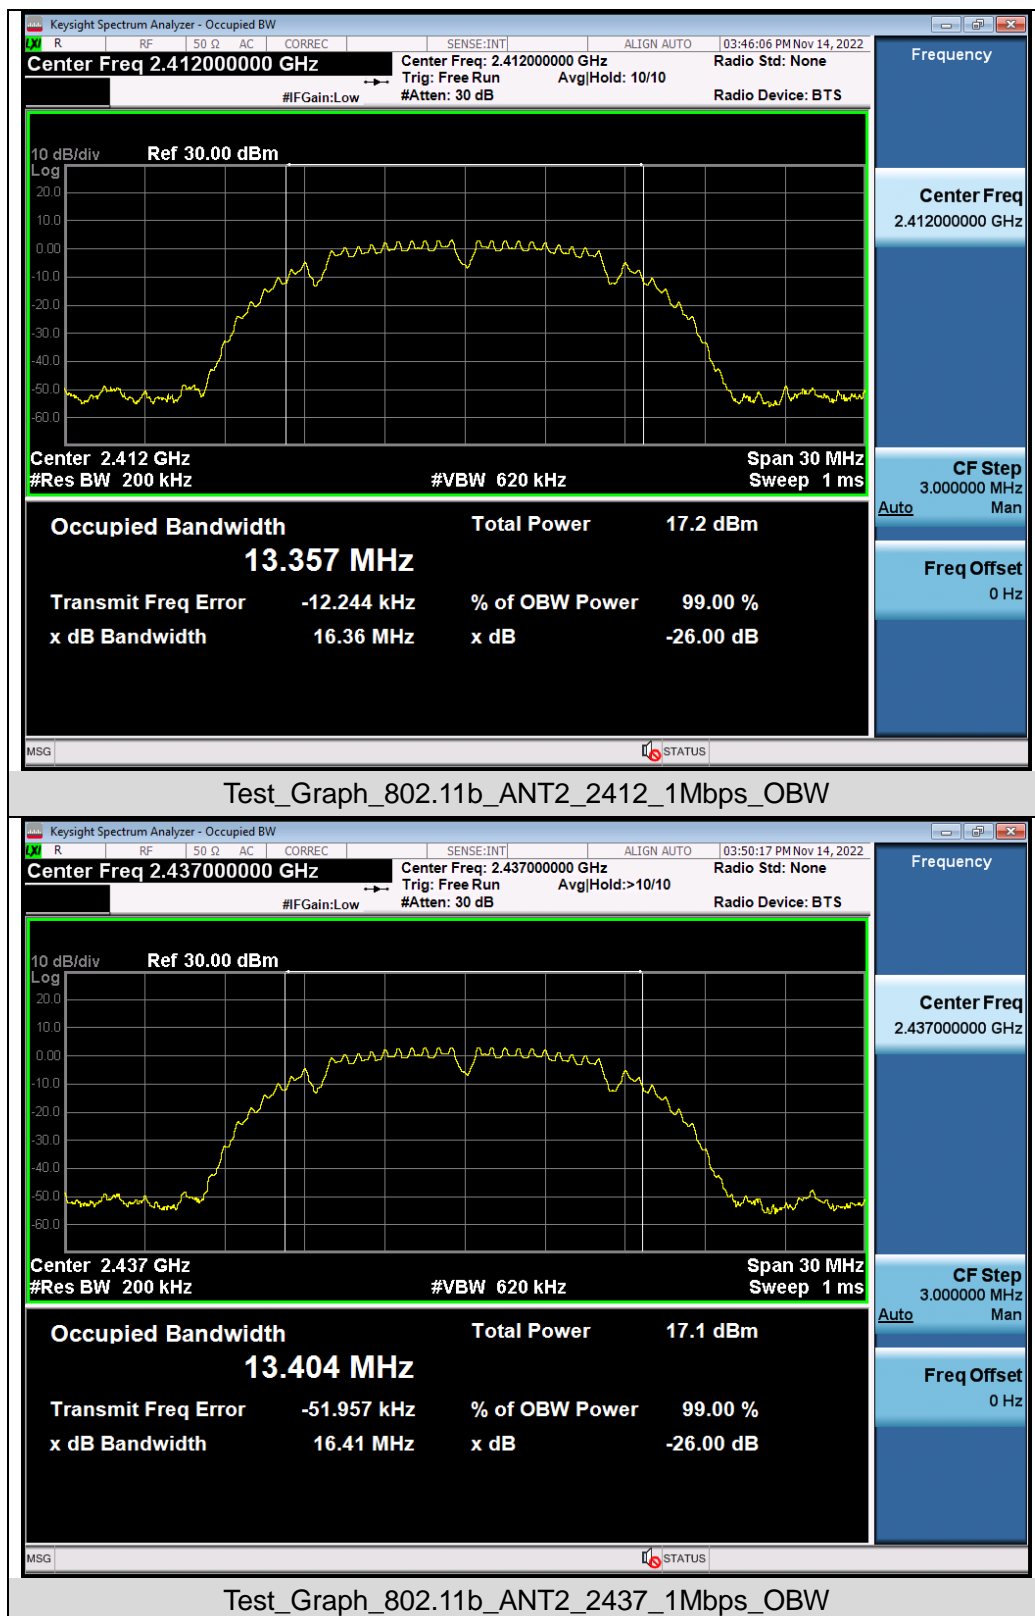 Keysight Spectrum Analyzer - Occupied BW
LXI R RF 50 Ω AC CORREC SENSE:INT ALIGN AUTO 03:46:06 PM Nov 14, 2022
Center Freq 2.412000000 GHz
Center Freq: 2.412000000 GHz Radio Std: None
Trig: Free Run Avg|Hold: 10/10
#IFGain:Low #Atten: 30 dB Radio Device: BTS
Frequency
10 dB/div Ref 30.00 dBm
Log
20.0
10.0
0.00
-10.0
-20.0
-30.0
-40.0
-50.0
-60.0
Center 2.412 GHz Span 30 MHz
#Res BW 200 kHz #VBW 620 kHz Sweep 1 ms
Center Freq
2.412000000 GHz
CF Step
3.000000 MHz
Auto Man
Freq Offset
0 Hz
Occupied Bandwidth Total Power 17.2 dBm
13.357 MHz
Transmit Freq Error -12.244 kHz % of OBW Power 99.00 %
x dB Bandwidth 16.36 MHz x dB -26.00 dB
MSG STATUS
Test_Graph_802.11b_ANT2_2412_1Mbps_OBW
Keysight Spectrum Analyzer - Occupied BW
LXI R RF 50 Ω AC CORREC SENSE:INT ALIGN AUTO 03:50:17 PM Nov 14, 2022
Center Freq 2.437000000 GHz
Center Freq: 2.437000000 GHz Radio Std: None
Trig: Free Run Avg|Hold:>10/10
#IFGain:Low #Atten: 30 dB Radio Device: BTS
Frequency
10 dB/div Ref 30.00 dBm
Log
20.0
10.0
0.00
-10.0
-20.0
-30.0
-40.0
-50.0
-60.0
Center 2.437 GHz Span 30 MHz
#Res BW 200 kHz #VBW 620 kHz Sweep 1 ms
Center Freq
2.437000000 GHz
CF Step
3.000000 MHz
Auto Man
Freq Offset
0 Hz
Occupied Bandwidth Total Power 17.1 dBm
13.404 MHz
Transmit Freq Error -51.957 kHz % of OBW Power 99.00 %
x dB Bandwidth 16.41 MHz x dB -26.00 dB
MSG STATUS
Test_Graph_802.11b_ANT2_2437_1Mbps_OBW